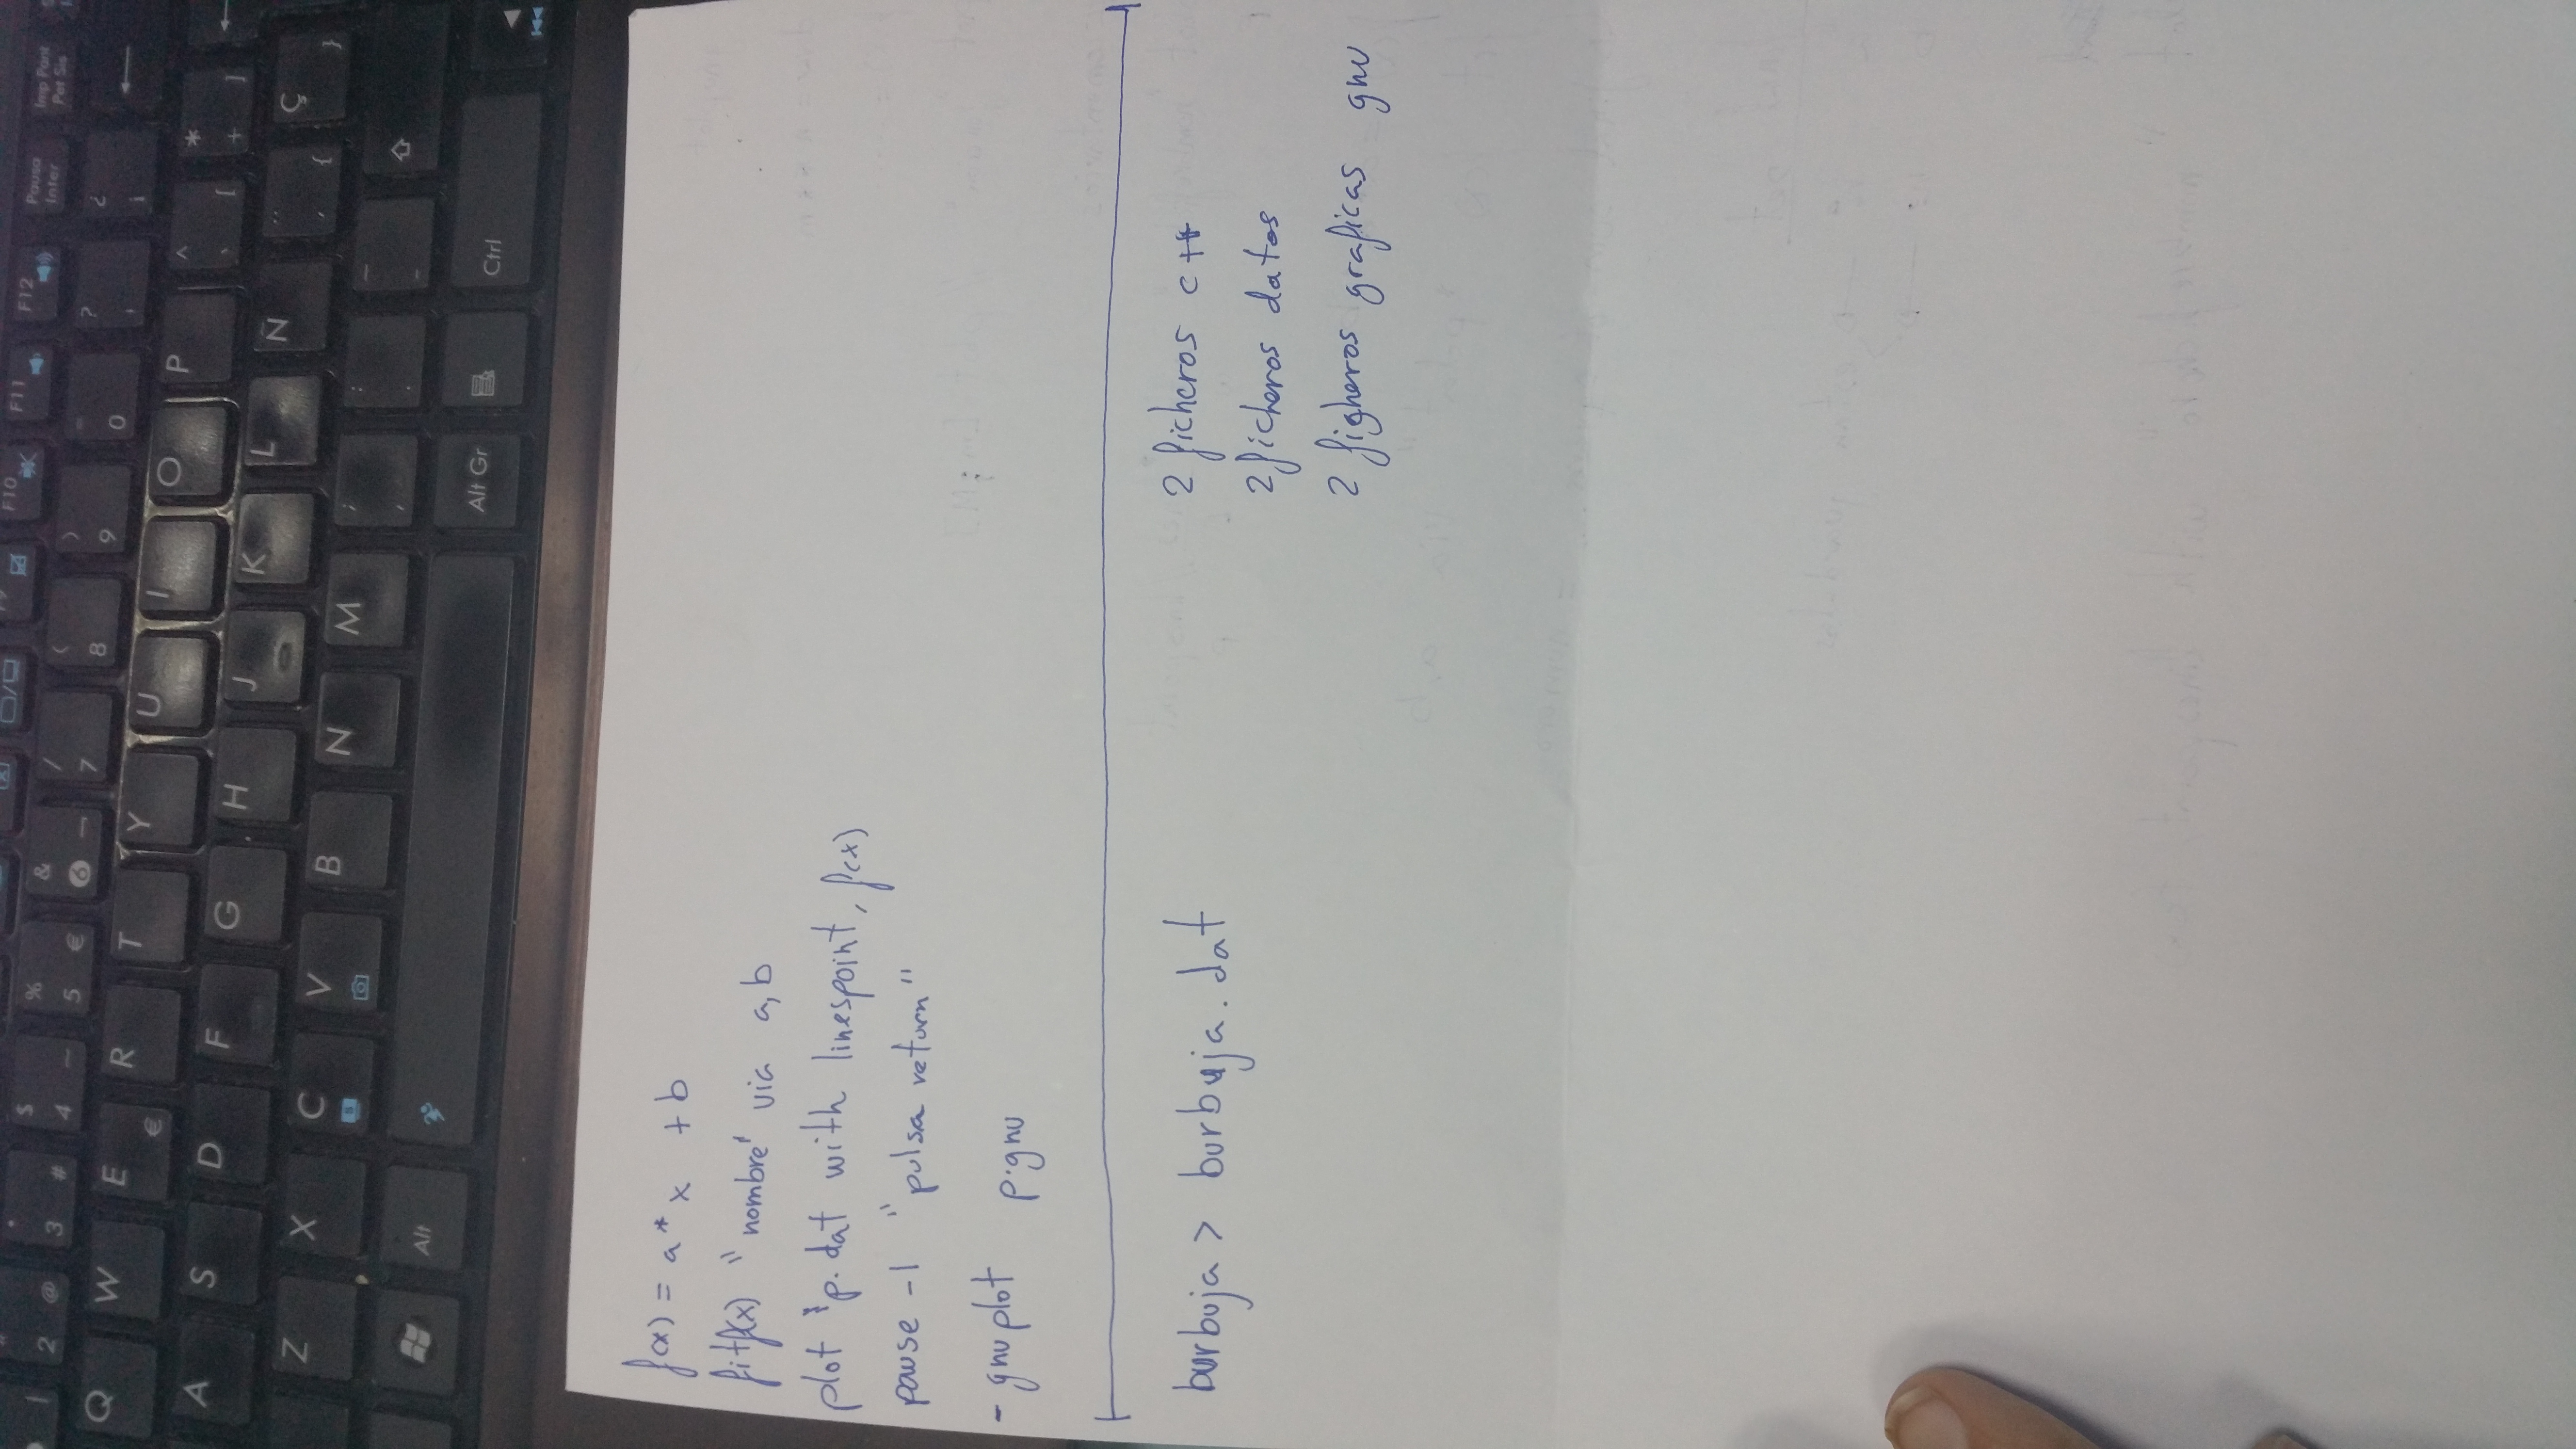 F10 F11 F12 Pausa Inter Imp Pant Pet Sis
2 @ 3 # $ 4 % 5 € & 6 ¬ / 7 ( 8 ) 9 = 0 ? ' ¿ ¡
Q W E € R T Y U I O P ^ ` [ * + ]
A S D F G H J K L Ñ ¨ ´ { Ç }
Z X C V B N M ; , : . _ -
Alt Alt Gr Ctrl
f(x) = a * x + b
fit f(x) "nombre" via a, b
plot "p.dat with linespoint, f(x)
pause -1 "pulsa return"
- gnuplot p.gnu
burbuja > burbuja.dat
2 ficheros c++
2 ficheros datos
2 figheros graficas gnu